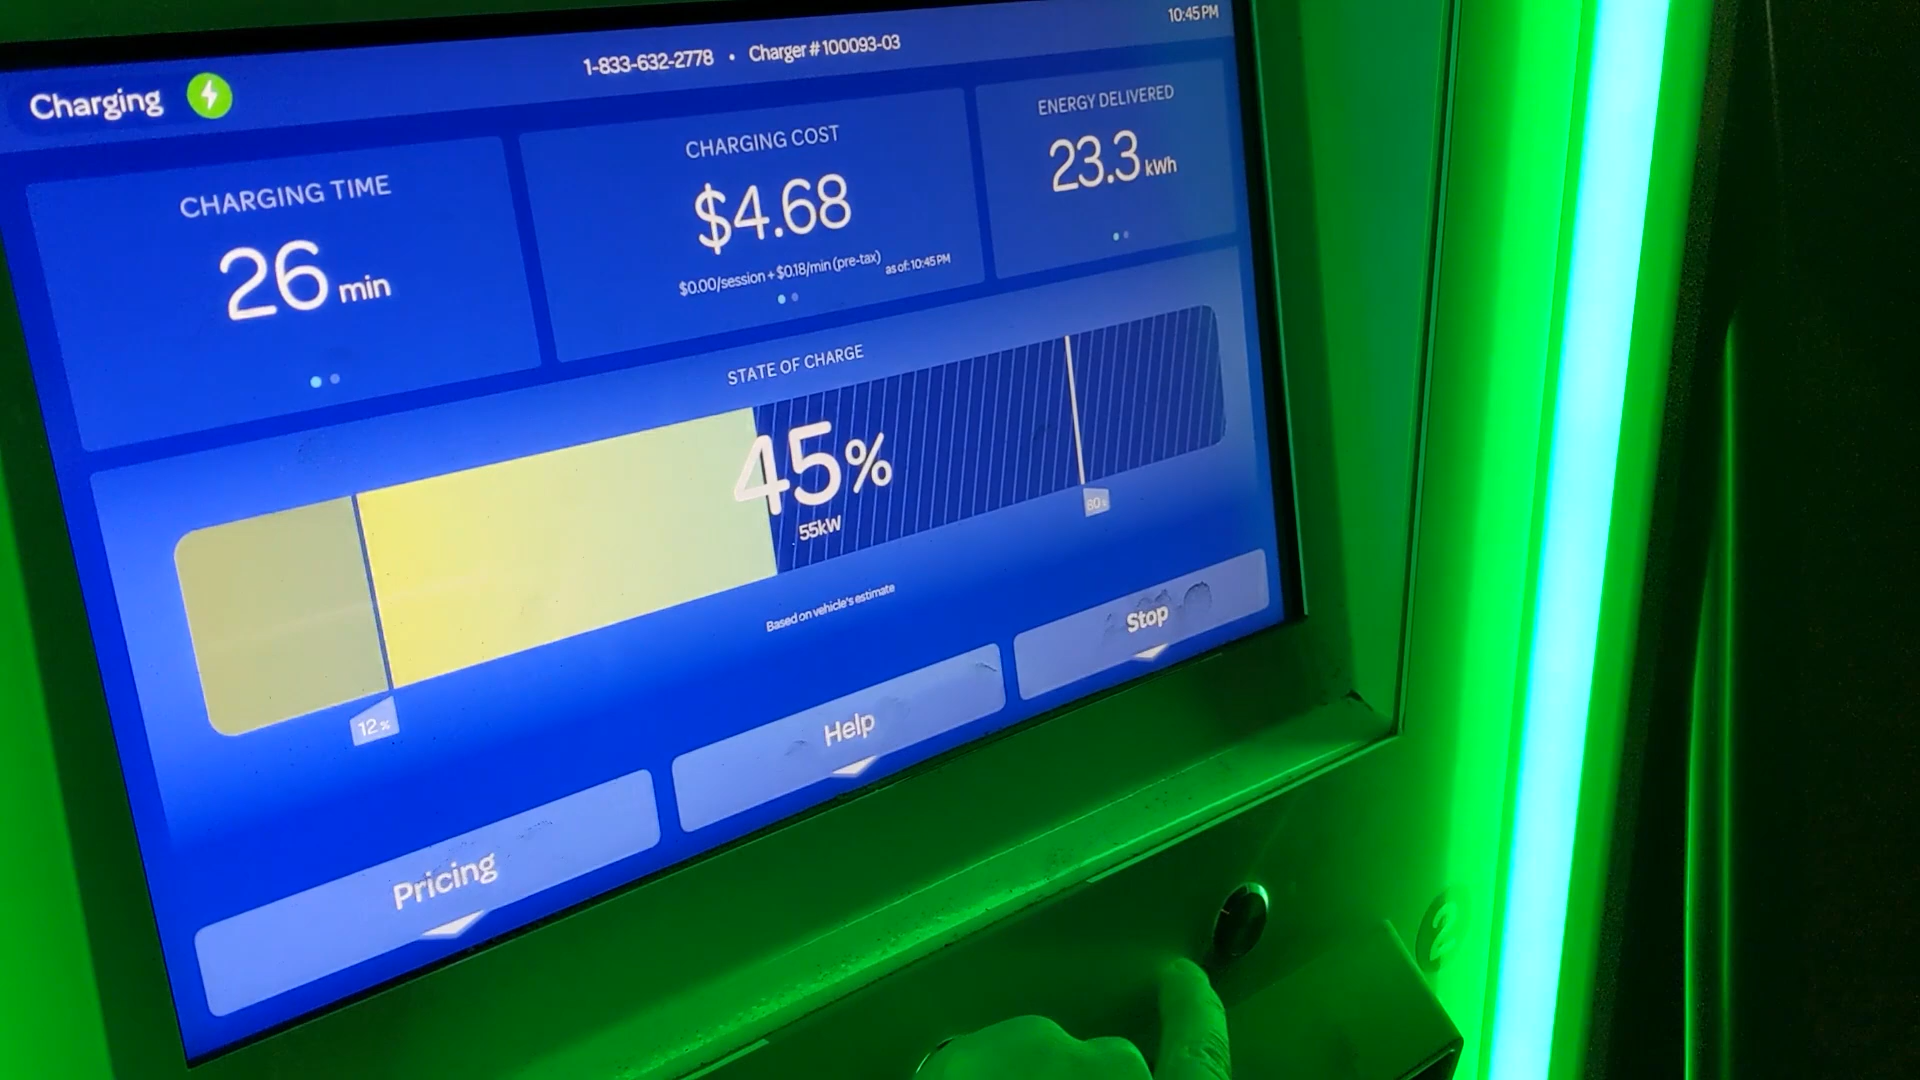 10:45 PM
1-833-632-2778 • Charger # 100093-03
Charging
CHARGING TIME
26 min
CHARGING COST
$4.68
$0.00/session + $0.18/min (pre-tax) as of: 10:45 PM
ENERGY DELIVERED
23.3 kWh
STATE OF CHARGE
45%
55kW
12%
80%
Based on vehicle's estimate
Pricing
Help
Stop
2